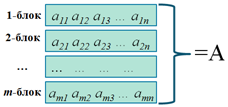 1-блок a11 a12 a13 ... a1n
2-блок a21 a22 a23 ... a2n
... ... ... ... ...
m-блок am1 am2 am3 ... amn
=A